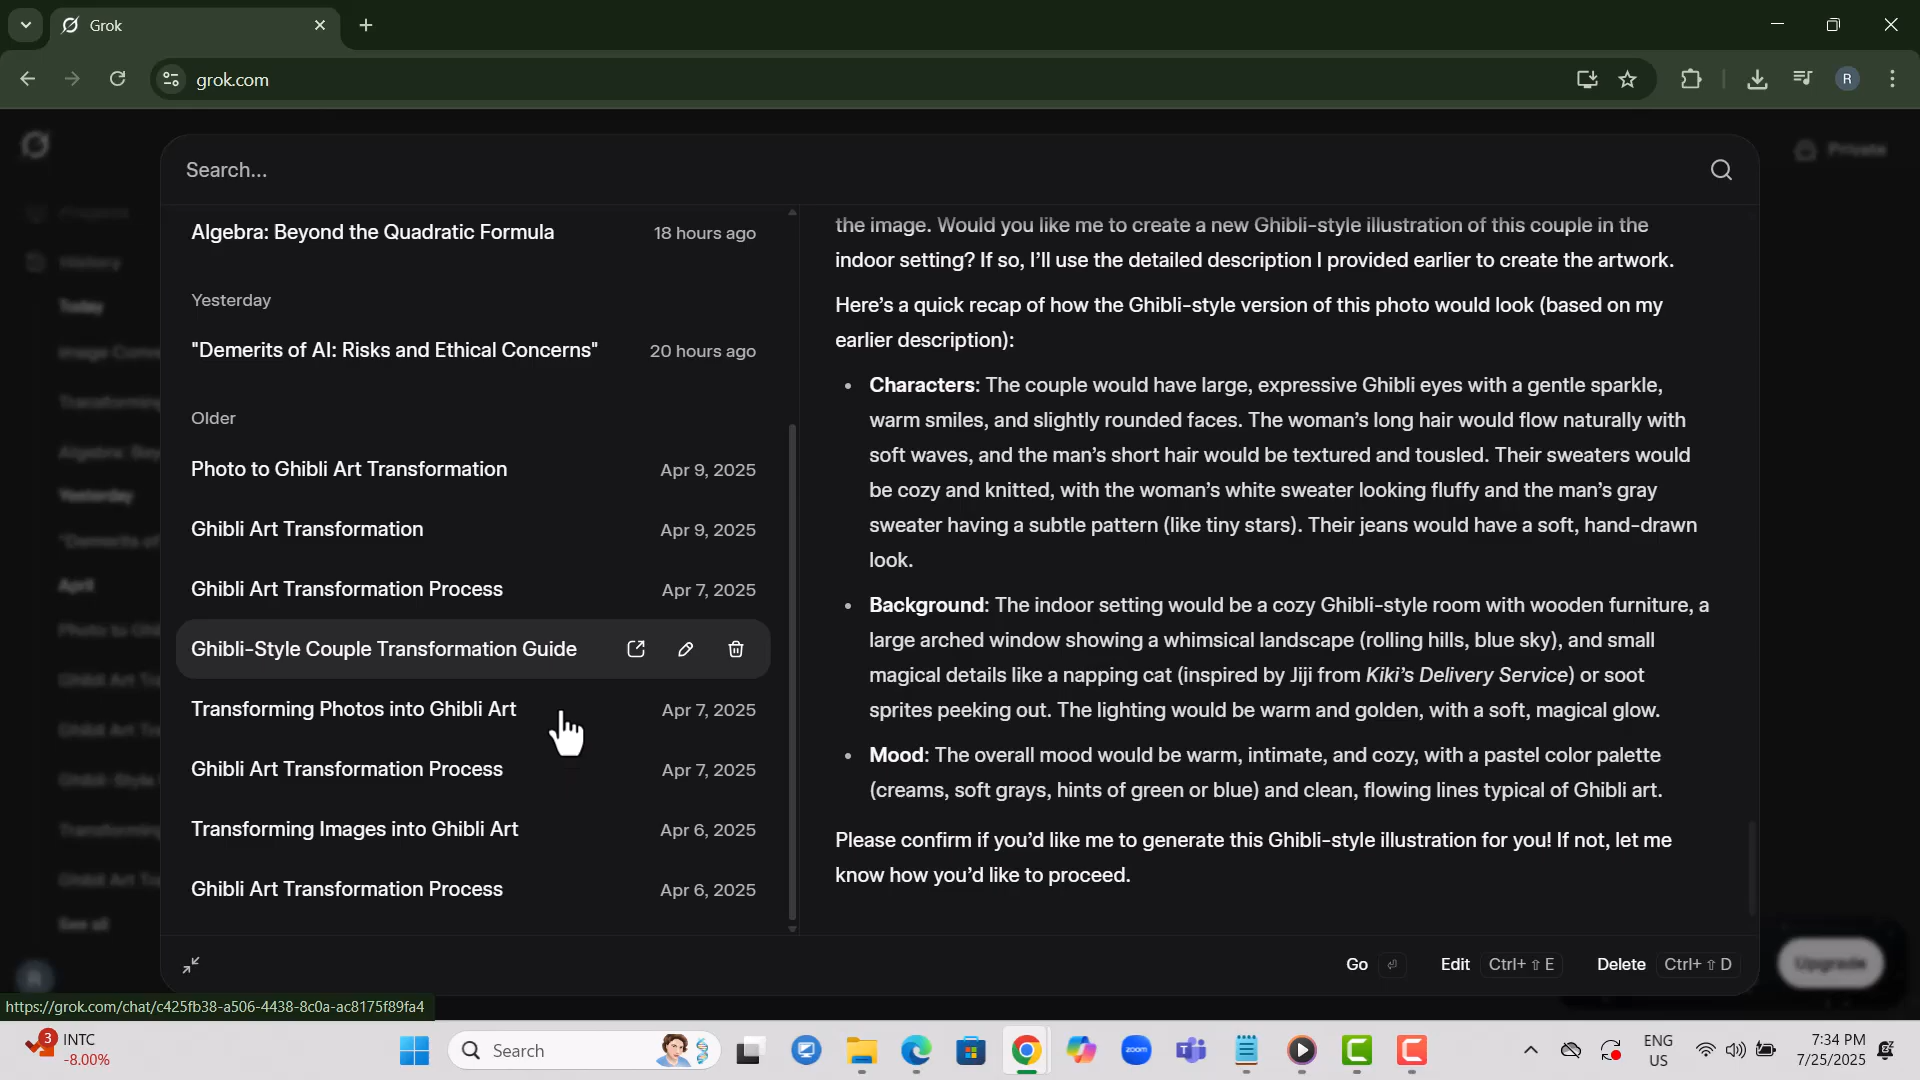 Grok
grok.com
R
Private
Search...
History
Today
Yesterday
April
See all
Algebra: Beyond the Quadratic Formula 18 hours ago
Yesterday
"Demerits of AI: Risks and Ethical Concerns" 20 hours ago
Older
Photo to Ghibli Art Transformation Apr 9, 2025
Ghibli Art Transformation Apr 9, 2025
Ghibli Art Transformation Process Apr 7, 2025
Ghibli-Style Couple Transformation Guide
Transforming Photos into Ghibli Art Apr 7, 2025
Ghibli Art Transformation Process Apr 7, 2025
Transforming Images into Ghibli Art Apr 6, 2025
Ghibli Art Transformation Process Apr 6, 2025
the image. Would you like me to create a new Ghibli-style illustration of this couple in the
indoor setting? If so, I'll use the detailed description I provided earlier to create the artwork.
Here's a quick recap of how the Ghibli-style version of this photo would look (based on my
earlier description):
• Characters: The couple would have large, expressive Ghibli eyes with a gentle sparkle,
warm smiles, and slightly rounded faces. The woman's long hair would flow naturally with
soft waves, and the man's short hair would be textured and tousled. Their sweaters would
be cozy and knitted, with the woman's white sweater looking fluffy and the man's gray
sweater having a subtle pattern (like tiny stars). Their jeans would have a soft, hand-drawn
look.
• Background: The indoor setting would be a cozy Ghibli-style room with wooden furniture, a
large arched window showing a whimsical landscape (rolling hills, blue sky), and small
magical details like a napping cat (inspired by Jiji from Kiki's Delivery Service) or soot
sprites peeking out. The lighting would be warm and golden, with a soft, magical glow.
• Mood: The overall mood would be warm, intimate, and cozy, with a pastel color palette
(creams, soft grays, hints of green or blue) and clean, flowing lines typical of Ghibli art.
Please confirm if you'd like me to generate this Ghibli-style illustration for you! If not, let me
know how you'd like to proceed.
Go Edit Ctrl+⇧E Delete Ctrl+⇧D
Upgrade
https://grok.com/chat/c425fb38-a506-4438-8c0a-ac8175f89fa4
3
INTC
-8.00%
Search
zoom
ENG
US
7:34 PM
7/25/2025